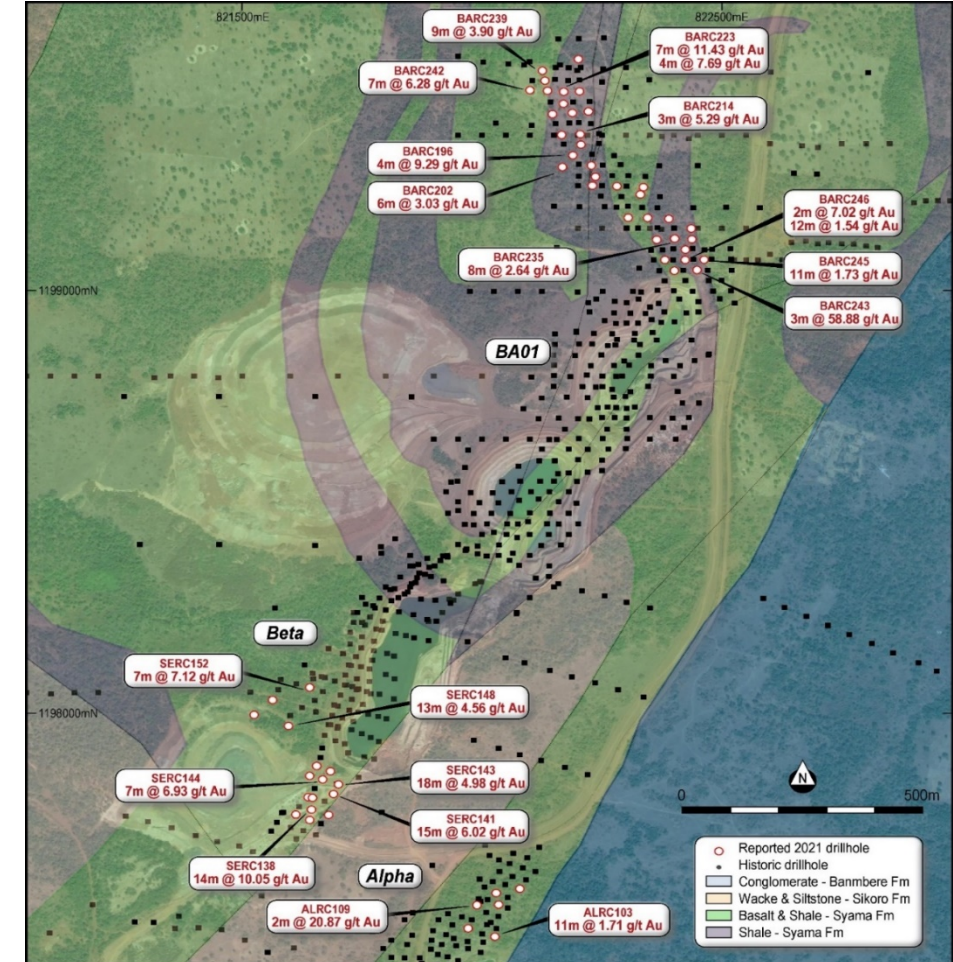 821500mE
822500mE
BARC239
9m @ 3.90 g/t Au
BARC223
7m @ 11.43 g/t Au
4m @ 7.69 g/t Au
BARC242
7m @ 6.28 g/t Au
BARC214
3m @ 5.29 g/t Au
BARC196
4m @ 9.29 g/t Au
BARC202
6m @ 3.03 g/t Au
BARC246
2m @ 7.02 g/t Au
12m @ 1.54 g/t Au
BARC235
8m @ 2.64 g/t Au
BARC245
11m @ 1.73 g/t Au
1199000mN
BARC243
3m @ 58.88 g/t Au
BA01
Beta
SERC152
7m @ 7.12 g/t Au
SERC148
13m @ 4.56 g/t Au
1198000mN
SERC144
7m @ 6.93 g/t Au
SERC143
18m @ 4.98 g/t Au
N
0
500m
SERC141
15m @ 6.02 g/t Au
SERC138
14m @ 10.05 g/t Au
Alpha
ALRC109
2m @ 20.87 g/t Au
ALRC103
11m @ 1.71 g/t Au
Reported 2021 drillhole
Historic drillhole
Conglomerate - Banmbere Fm
Wacke & Siltstone - Sikoro Fm
Basalt & Shale - Syama Fm
Shale - Syama Fm